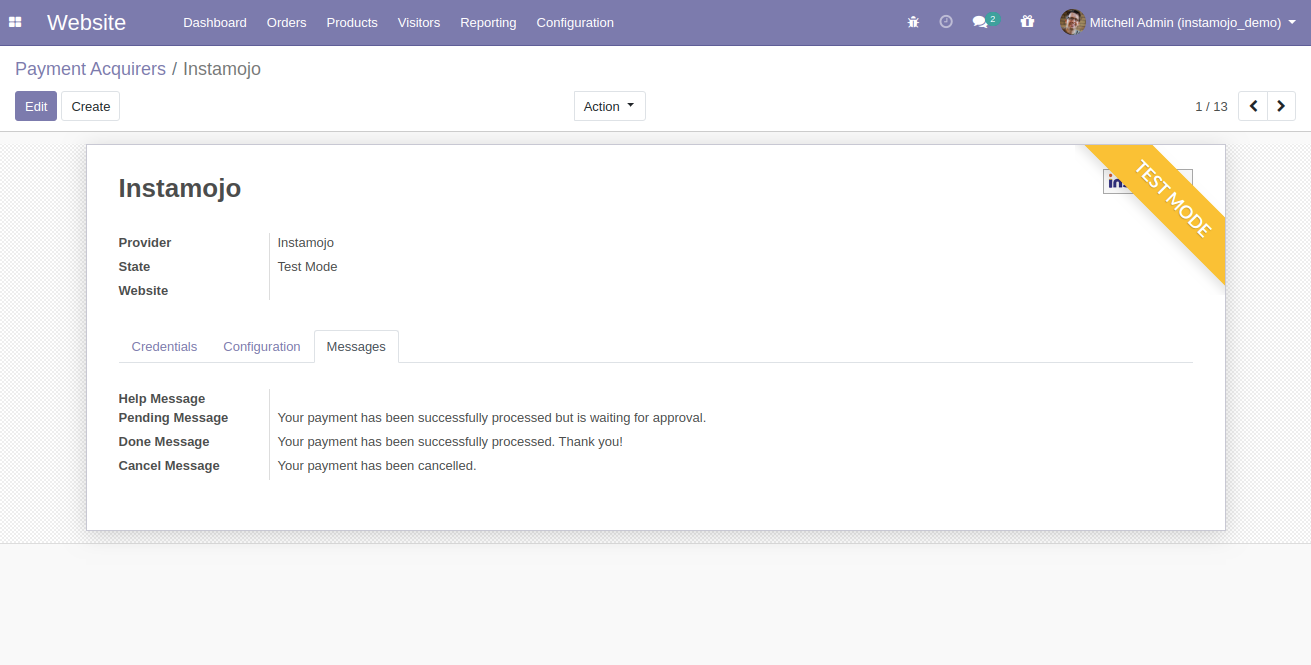 Website Dashboard Orders Products Visitors Reporting Configuration 2 Mitchell Admin (instamojo_demo)
Payment Acquirers / Instamojo
Edit Create Action 1 / 13
TEST MODE
Instamojo
Provider Instamojo
State Test Mode
Website
Credentials Configuration Messages
Help Message
Pending Message Your payment has been successfully processed but is waiting for approval.
Done Message Your payment has been successfully processed. Thank you!
Cancel Message Your payment has been cancelled.